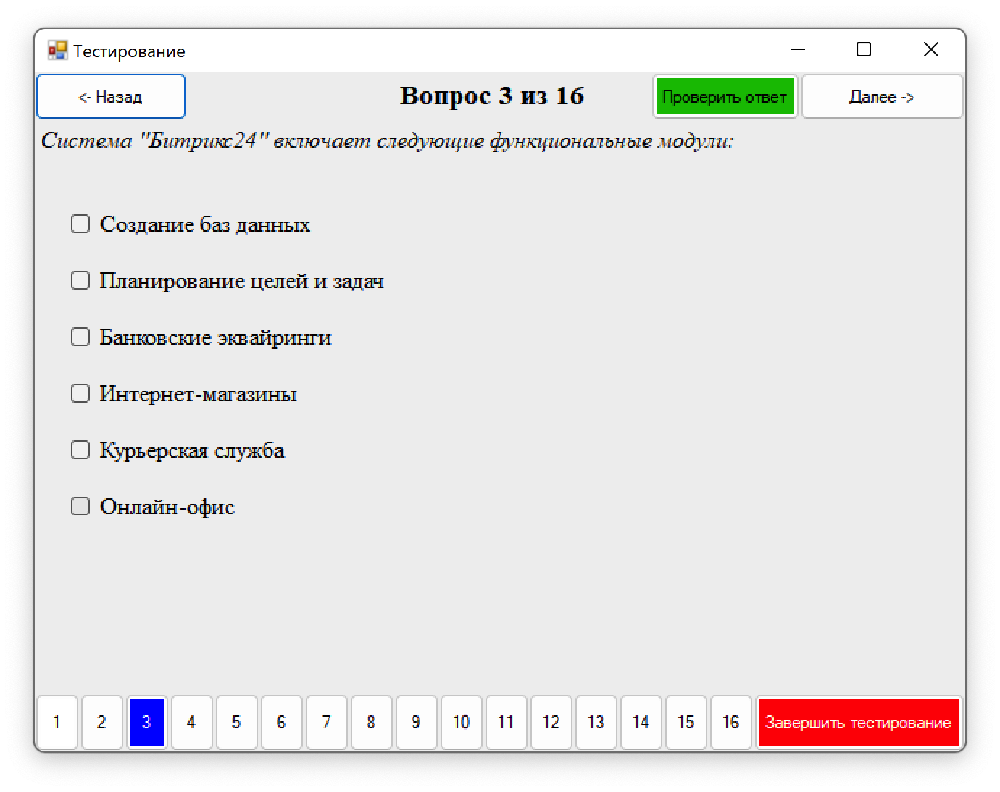 Тестирование
<- Назад
Вопрос 3 из 16
Проверить ответ
Далее ->
Система "Битрикс24" включает следующие функциональные модули:
Создание баз данных
Планирование целей и задач
Банковские эквайринги
Интернет-магазины
Курьерская служба
Онлайн-офис
1 2 3 4 5 6 7 8 9 10 11 12 13 14 15 16 Завершить тестирование